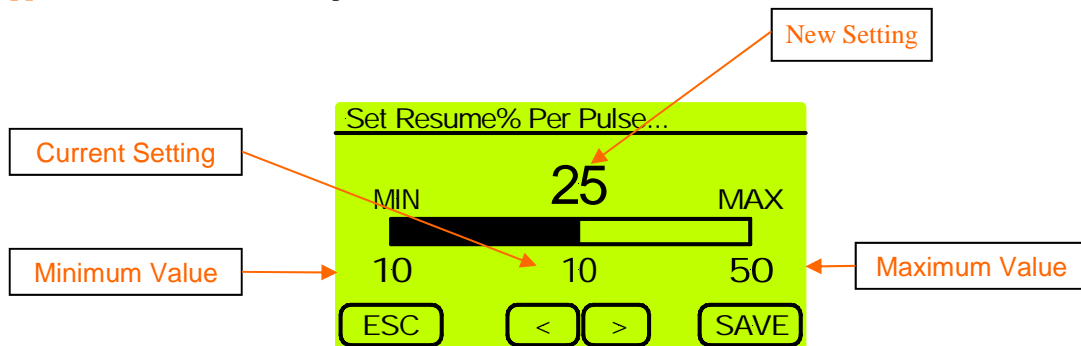 New Setting
Set Resume% Per Pulse...
Current Setting
25
MIN
MAX
Minimum Value
10
10
50
Maximum Value
ESC
<
>
SAVE